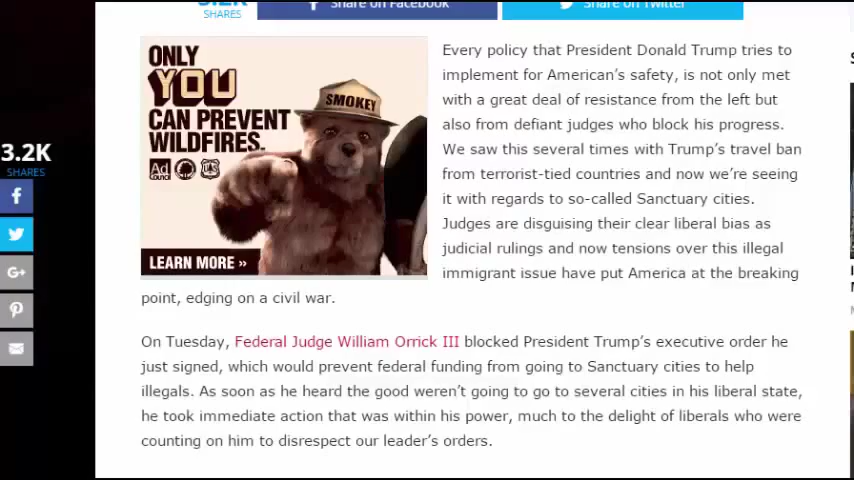 3.2K
SHARES
Share on Facebook
Share on Twitter
ONLY
YOU
CAN PREVENT
WILDFIRES.
Ad
Council
SMOKEY
LEARN MORE »
3.2K
SHARES
G+
Every policy that President Donald Trump tries to
implement for American's safety, is not only met
with a great deal of resistance from the left but
also from defiant judges who block his progress.
We saw this several times with Trump's travel ban
from terrorist-tied countries and now we're seeing
it with regards to so-called Sanctuary cities.
Judges are disguising their clear liberal bias as
judicial rulings and now tensions over this illegal
immigrant issue have put America at the breaking
point, edging on a civil war.
On Tuesday, Federal Judge William Orrick III blocked President Trump's executive order he
just signed, which would prevent federal funding from going to Sanctuary cities to help
illegals. As soon as he heard the good weren't going to go to several cities in his liberal state,
he took immediate action that was within his power, much to the delight of liberals who were
counting on him to disrespect our leader's orders.